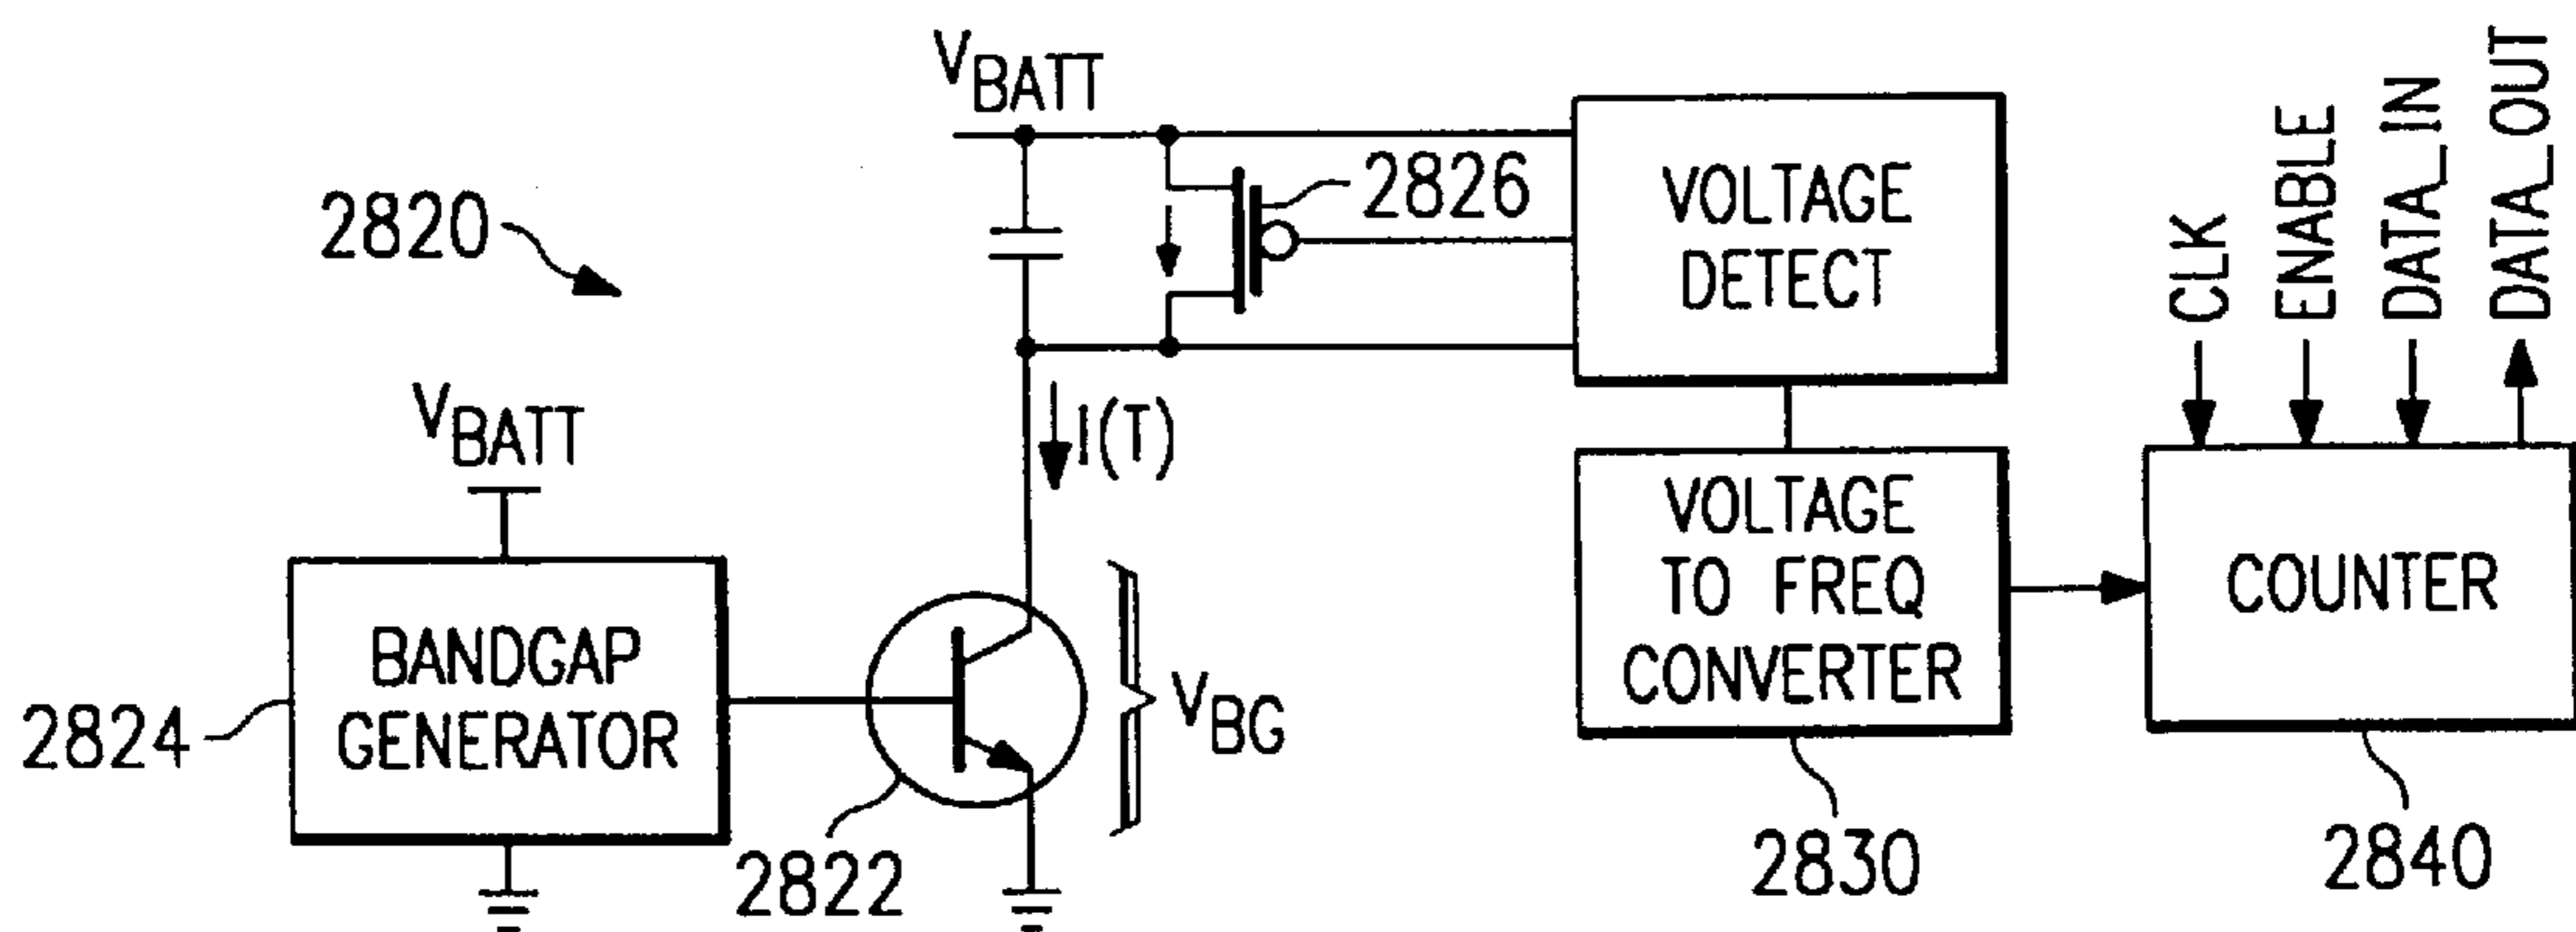 VBATT
2820
2826
VOLTAGE
DETECT
CLK
ENABLE
DATA_IN
DATA_OUT
VBATT
I(T)
BANDGAP
GENERATOR
2824
2822
VBG
VOLTAGE
TO FREQ
CONVERTER
2830
COUNTER
2840